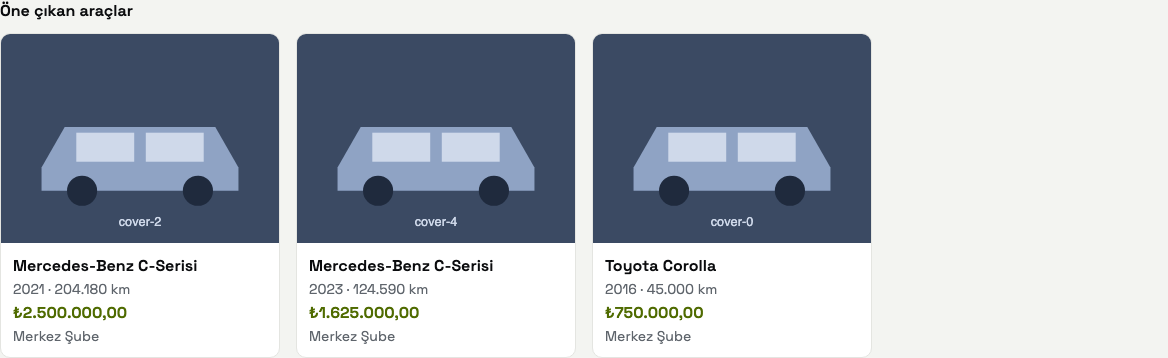 Öne çıkan araçlar
cover-2
Mercedes-Benz C-Serisi
2021 · 204.180 km
₺2.500.000,00
Merkez Şube
cover-4
Mercedes-Benz C-Serisi
2023 · 124.590 km
₺1.625.000,00
Merkez Şube
cover-0
Toyota Corolla
2016 · 45.000 km
₺750.000,00
Merkez Şube